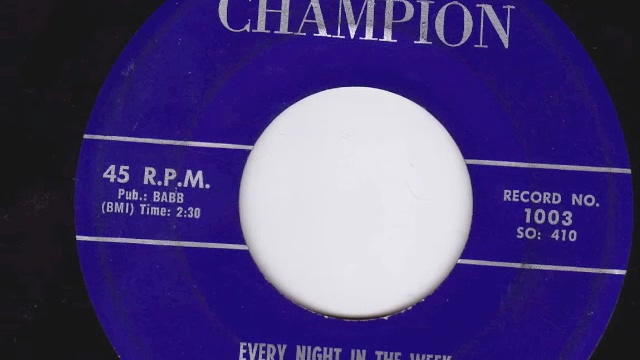 CHAMPION
45 R.P.M.
Pub.: BABB
(BMI) Time: 2:30
RECORD NO.
1003
SO: 410
EVERY NIGHT IN THE WEEK